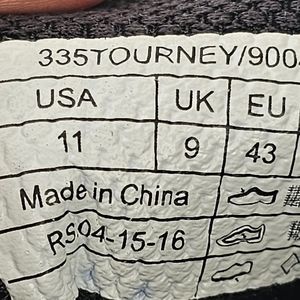 335TOURNEY/900
USA UK EU
11 9 43
Made in China
RS04-15-16